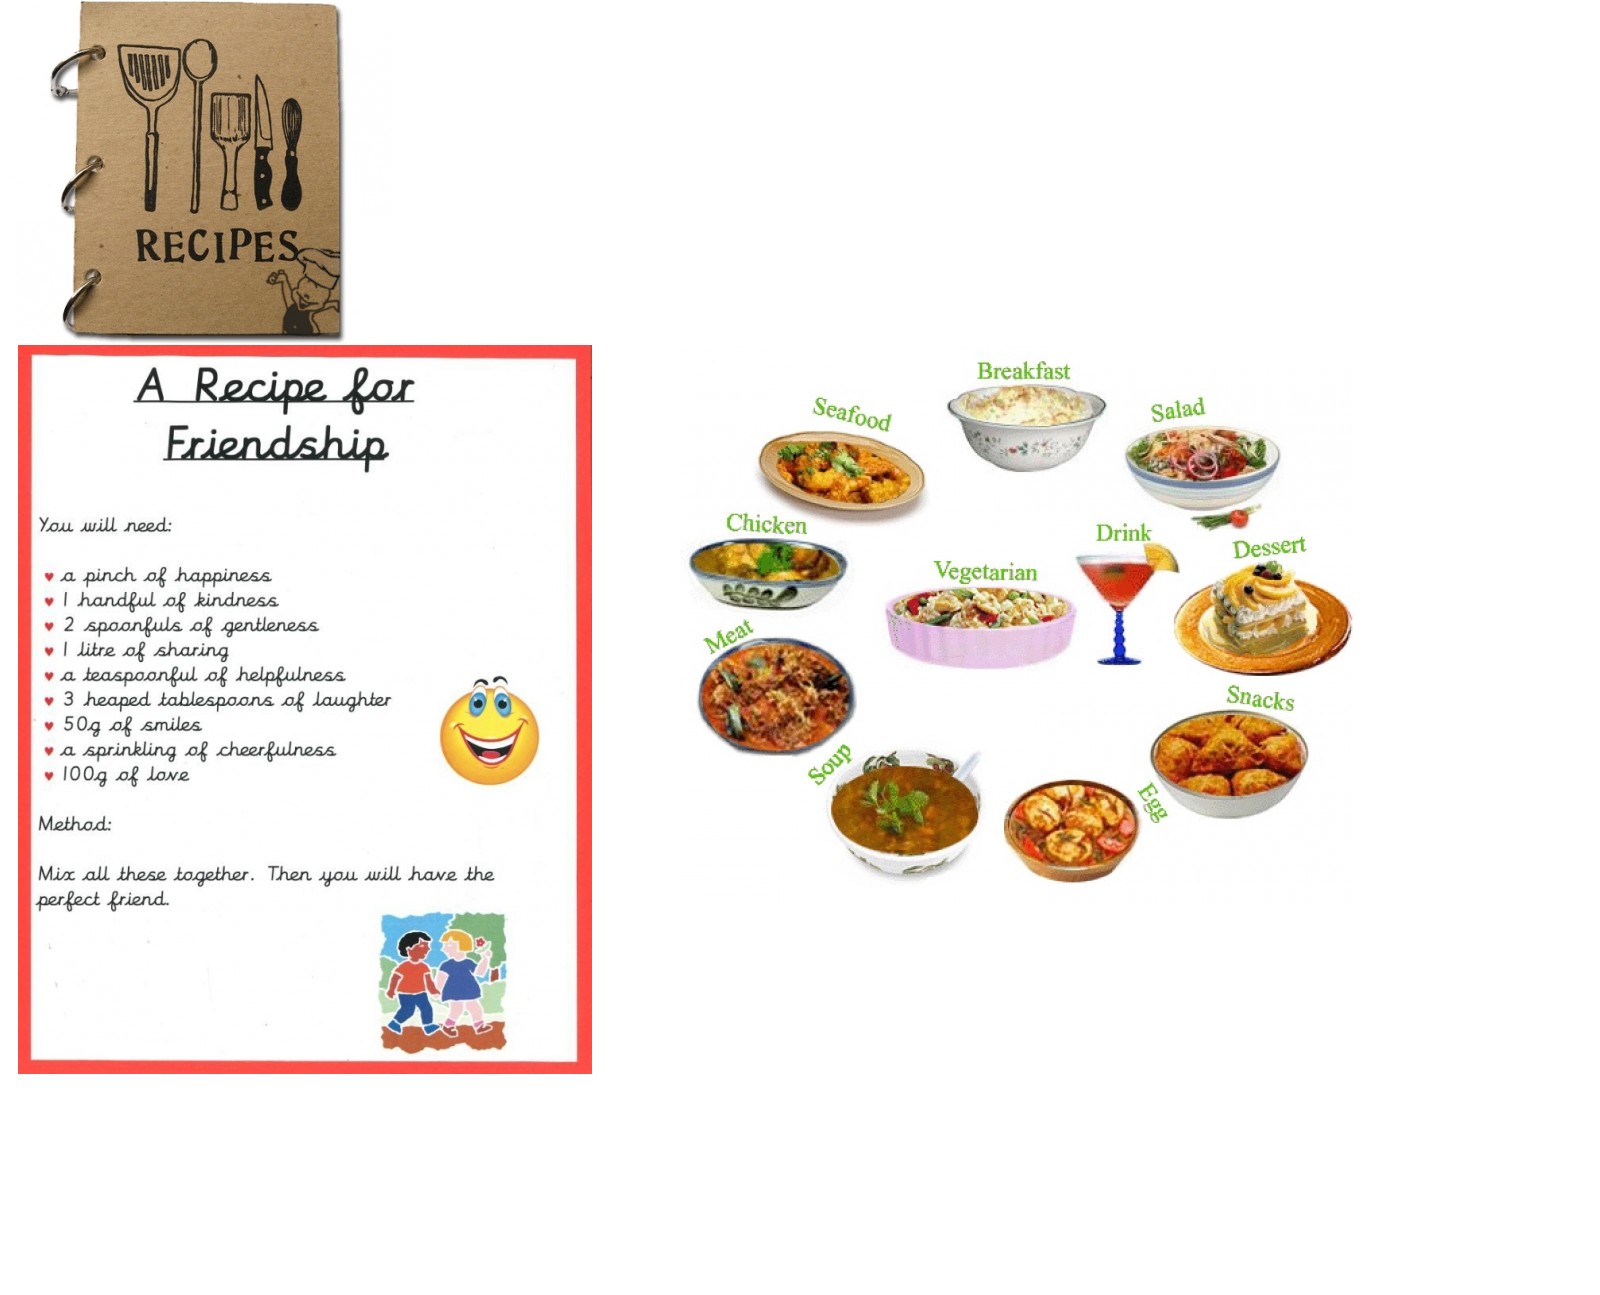 RECIPES
A Recipe for
Friendship
You will need:
a pinch of happiness
1 handful of kindness
2 spoonfuls of gentleness
1 litre of sharing
a teaspoonful of helpfulness
3 heaped tablespoons of laughter
50g of smiles
a sprinkling of cheerfulness
100g of love
Method:
Mix all these together. Then you will have the
perfect friend.
Breakfast
Seafood
Salad
Chicken
Drink
Dessert
Vegetarian
Meat
Snacks
Soup
Egg